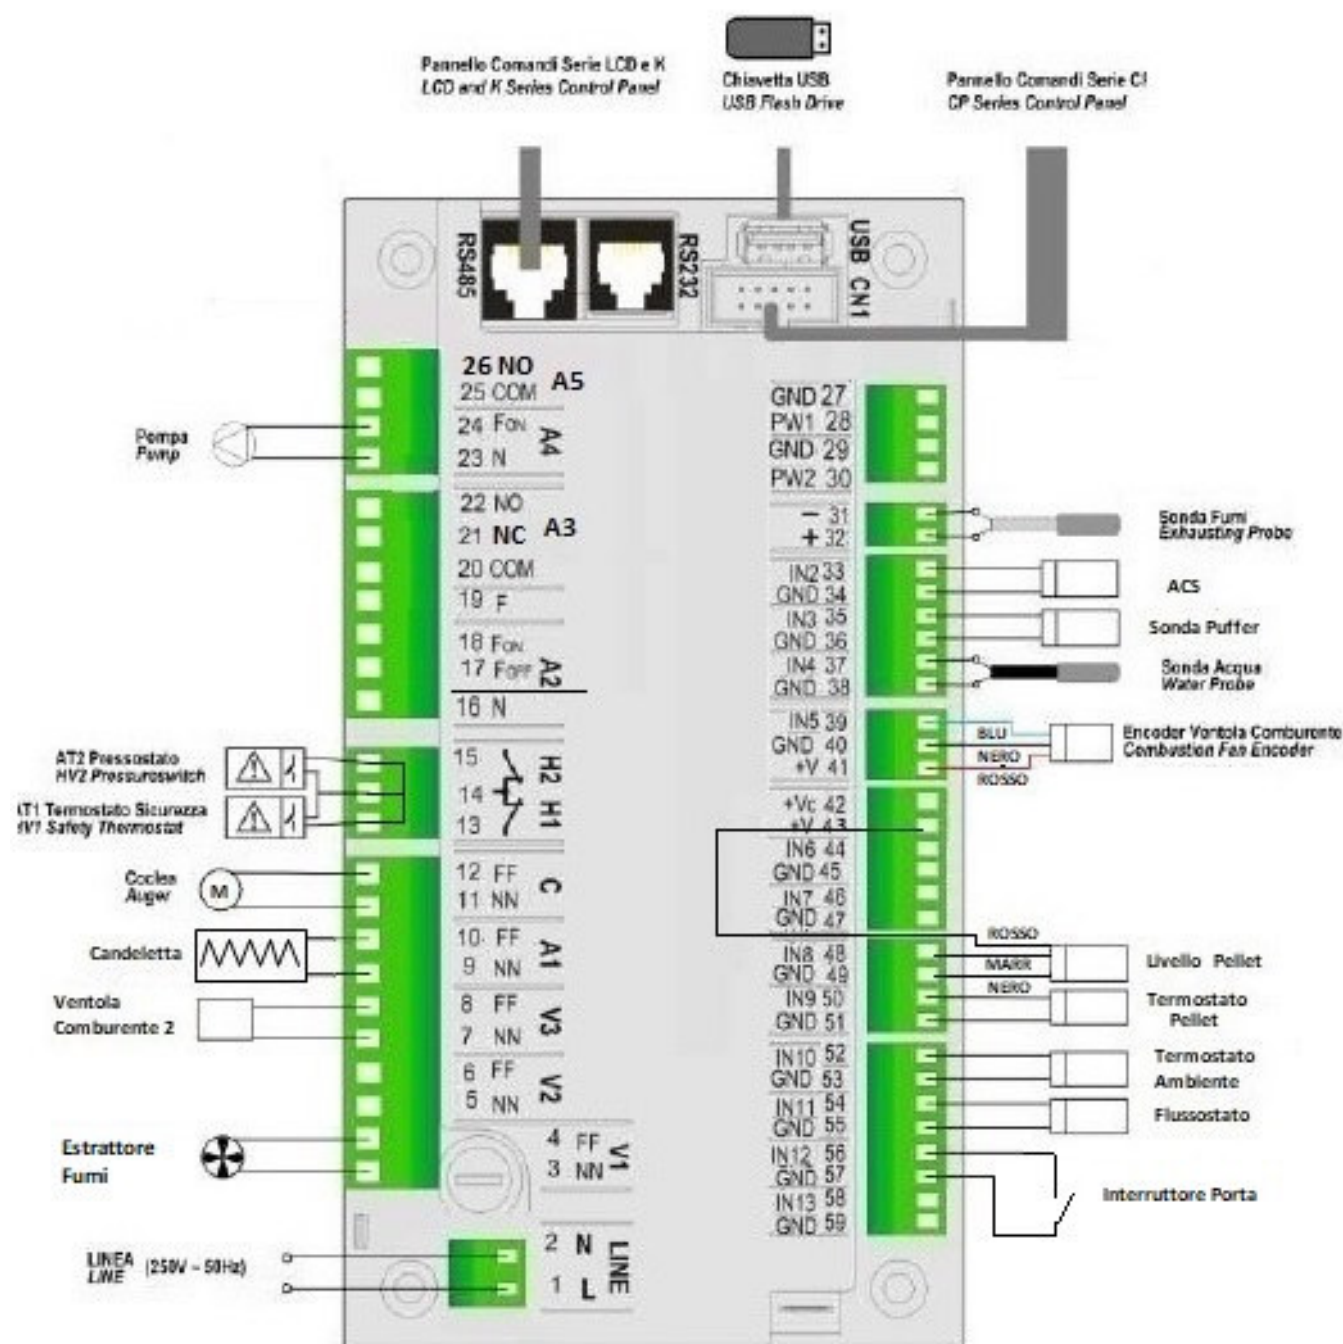 Pannello Comandi Serie LCD e K
LCD and K Series Control Panel
Chiavetta USB
USB Flash Drive
Pannello Comandi Serie CP
CP Series Control Panel
RS485
RS232
USB
CN1
26 NO
25 COM
A5
24 FON
23 N
A4
22 NO
21 NC
20 COM
A3
19 F
18 FON
17 FOFF
A2
16 N
15
14
13
H2
H1
12 FF
11 NN
C
10 FF
9 NN
A1
8 FF
7 NN
V3
6 FF
5 NN
V2
4 FF
3 NN
V1
2 N
1 L
LINE
Pompa
Pump
AT2 Pressostato
HV2 Pressureswitch
AT1 Termostato Sicurezza
HV1 Safety Thermostat
Coclea
Auger
M
Candeletta
Ventola
Comburente 2
Estrattore
Fumi
LINEA (250V ~ 50Hz)
LINE
GND 27
PW1 28
GND 29
PW2 30
− 31
+ 32
IN2 33
GND 34
IN3 35
GND 36
IN4 37
GND 38
IN5 39
GND 40
+V 41
+Vc 42
+V 43
IN6 44
GND 45
IN7 46
GND 47
IN8 48
GND 49
IN9 50
GND 51
IN10 52
GND 53
IN11 54
GND 55
IN12 56
GND 57
IN13 58
GND 59
Sonda Fumi
Exhausting Probe
ACS
Sonda Puffer
Sonda Acqua
Water Probe
BLU
NERO
ROSSO
Encoder Ventola Comburente
Combustion Fan Encoder
ROSSO
MARR
NERO
Livello Pellet
Termostato
Pellet
Termostato
Ambiente
Flussostato
Interruttore Porta